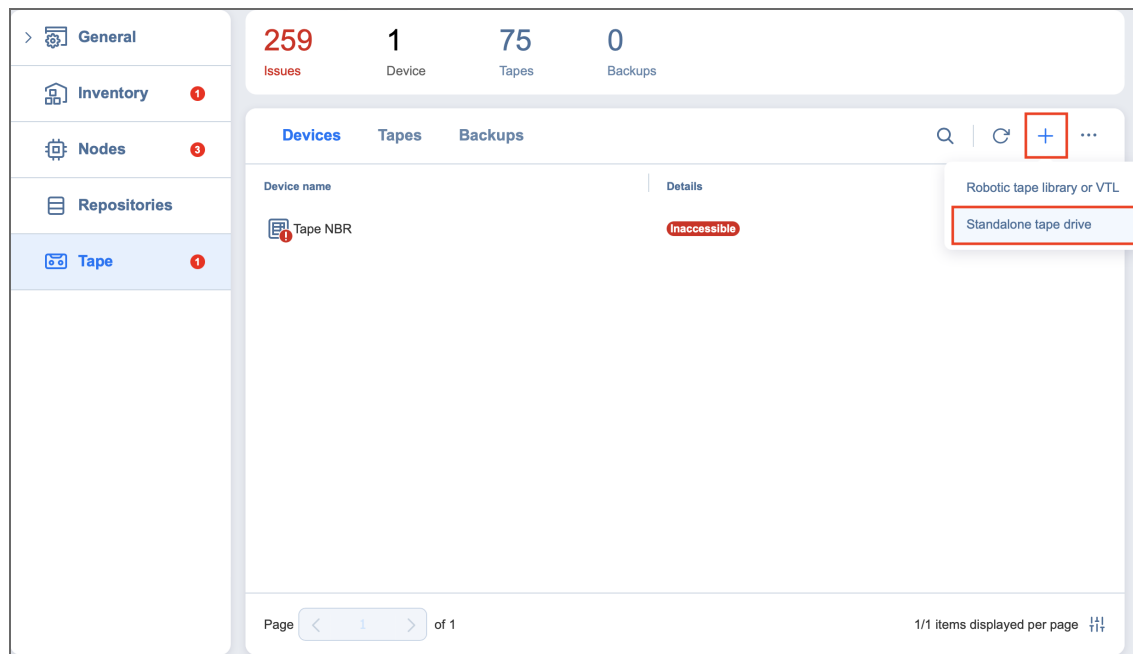 General
Inventory 1
Nodes 3
Repositories
Tape 1
259 1 75 0
Issues Device Tapes Backups
Devices Tapes Backups
Device name Details
Robotic tape library or VTL
Standalone tape drive
Tape NBR Inaccessible
Page 1 of 1
1/1 items displayed per page